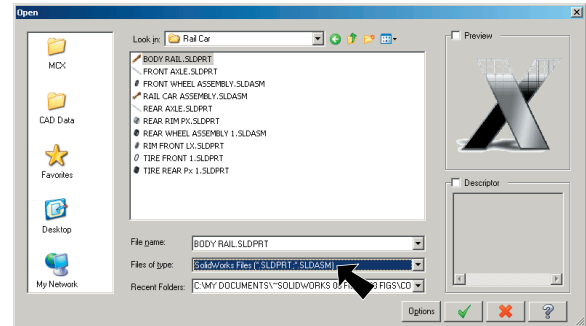 Open
Look in: Rail Car
Preview
MCX
CAD Data
Favorites
Desktop
My Network
BODY RAIL.SLDPRT
FRONT AXLE.SLDPRT
FRONT WHEEL ASSEMBLY.SLDASM
RAIL CAR ASSEMBLY.SLDASM
REAR AXLE.SLDPRT
REAR RIM PX.SLDPRT
REAR WHEEL ASSEMBLY 1.SLDASM
RIM FRONT LX.SLDPRT
TIRE FRONT 1.SLDPRT
TIRE REAR Px 1.SLDPRT
Descriptor
File name: BODY RAIL.SLDPRT
Files of type: SolidWorks Files (*.SLDPRT;*.SLDASM)
Recent Folders: C:\MY DOCUMENTS\~SOLIDWORKS FIGS\CO
Options